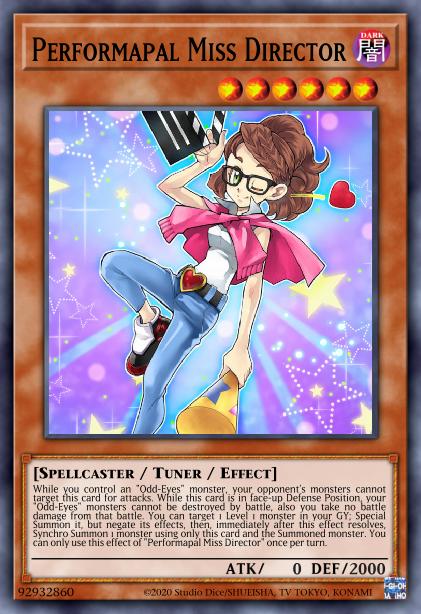 PERFORMAPAL MISS DIRECTOR
DARK
闇
[SPELLCASTER / TUNER / EFFECT]
While you control an "Odd-Eyes" monster, your opponent's monsters cannot
target this card for attacks. While this card is in face-up Defense Position, your
"Odd-Eyes" monsters cannot be destroyed by battle, also you take no battle
damage from that battle. You can target 1 Level 1 monster in your GY; Special
Summon it, but negate its effects, then, immediately after this effect resolves,
Synchro Summon 1 monster using only this card and the Summoned monster. You
can only use this effect of "Performapal Miss Director" once per turn.
ATK/ 0 DEF/2000
92932860
©2020 Studio Dice/SHUEISHA, TV TOKYO, KONAMI